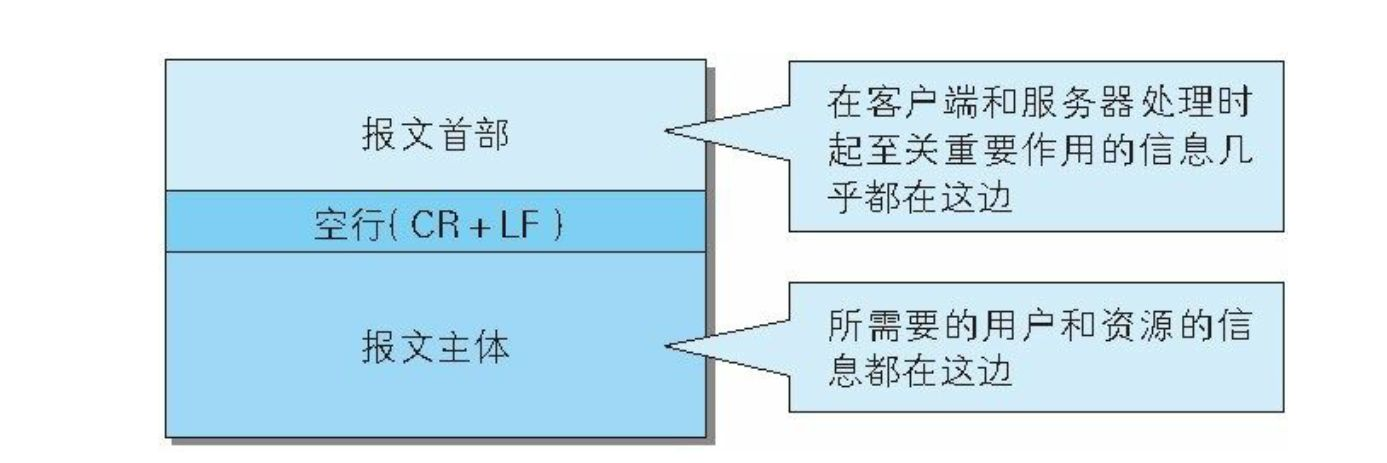 报文首部
在客户端和服务器处理时
起至关重要作用的信息几
乎都在这边
空行(CR+LF)
报文主体
所需要的用户和资源的信
息都在这边